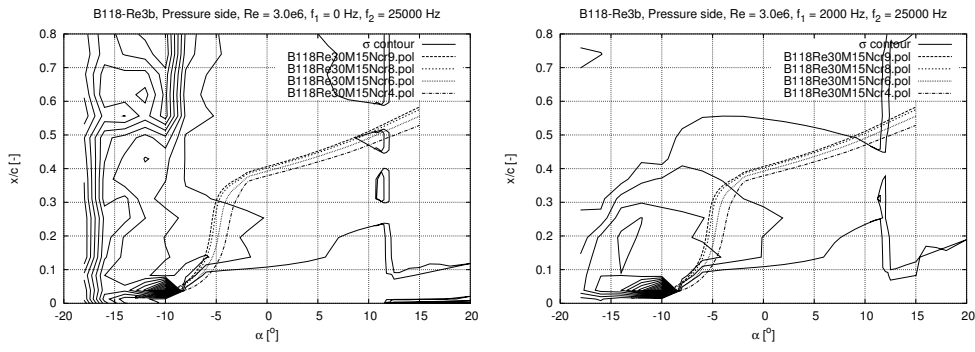 B118-Re3b, Pressure side, Re = 3.0e6, f1 = 0 Hz, f2 = 25000 Hz
σ contour
B118Re30M15Ncr9.pol
B118Re30M15Ncr8.pol
B118Re30M15Ncr6.pol
B118Re30M15Ncr4.pol
0.8
0.7
0.6
0.5
0.4
0.3
0.2
0.1
0
x/c [-]
-20 -15 -10 -5 0 5 10 15 20
α [o]
B118-Re3b, Pressure side, Re = 3.0e6, f1 = 2000 Hz, f2 = 25000 Hz
σ contour
B118Re30M15Ncr9.pol
B118Re30M15Ncr8.pol
B118Re30M15Ncr6.pol
B118Re30M15Ncr4.pol
0.8
0.7
0.6
0.5
0.4
0.3
0.2
0.1
0
x/c [-]
-20 -15 -10 -5 0 5 10 15 20
α [o]